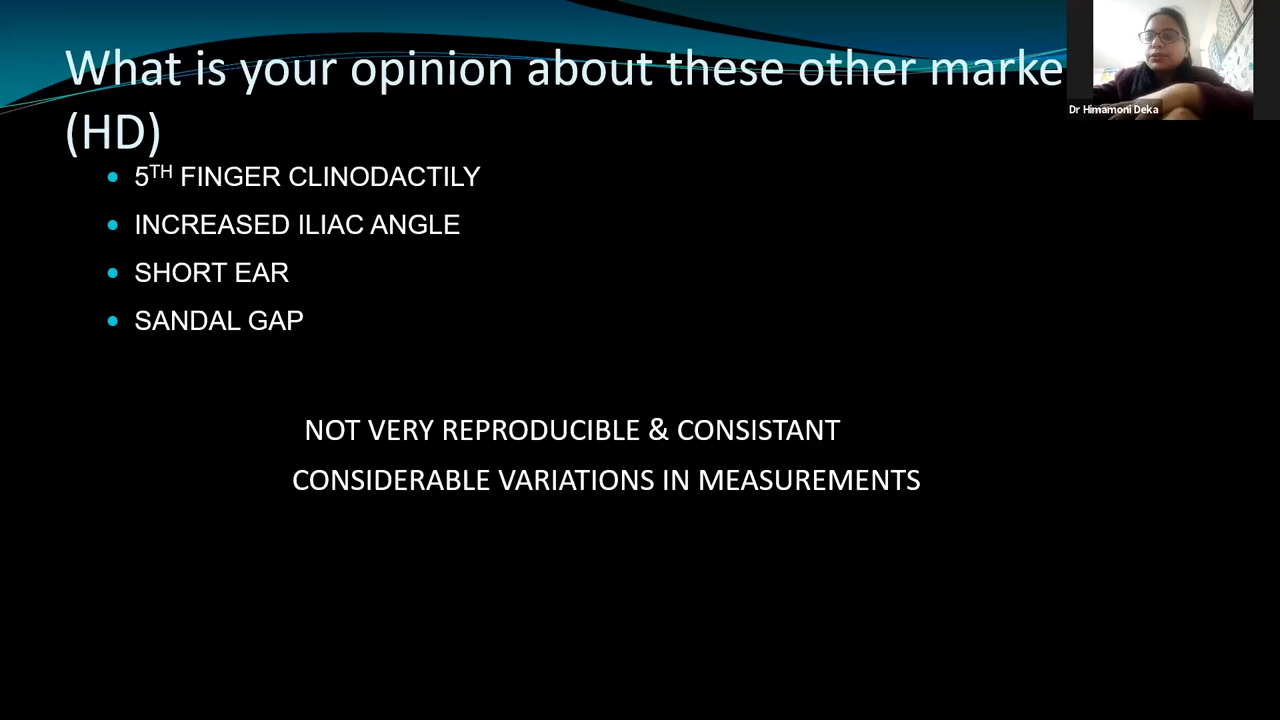 What is your opinion about these other marke
(HD)
5TH FINGER CLINODACTILY
INCREASED ILIAC ANGLE
SHORT EAR
SANDAL GAP
NOT VERY REPRODUCIBLE & CONSISTANT
CONSIDERABLE VARIATIONS IN MEASUREMENTS
Dr Himamoni Deka